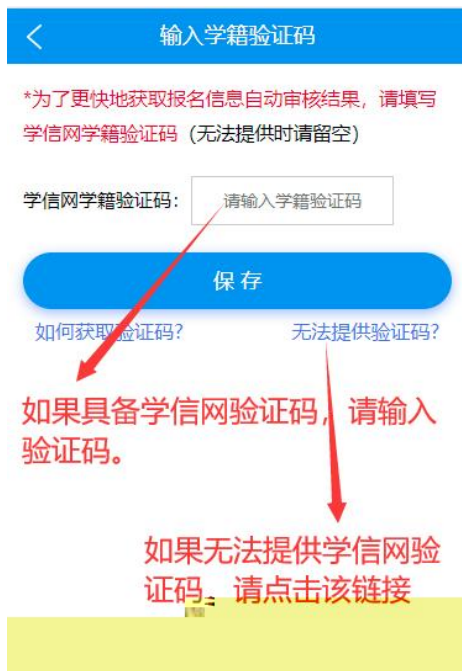 输入学籍验证码
*为了更快地获取报名信息自动审核结果，请填写
学信网学籍验证码（无法提供时请留空）
学信网学籍验证码：
请输入学籍验证码
保存
如何获取验证码?
无法提供验证码?
如果具备学信网验证码，请输入
验证码。
如果无法提供学信网验
证码，请点击该链接